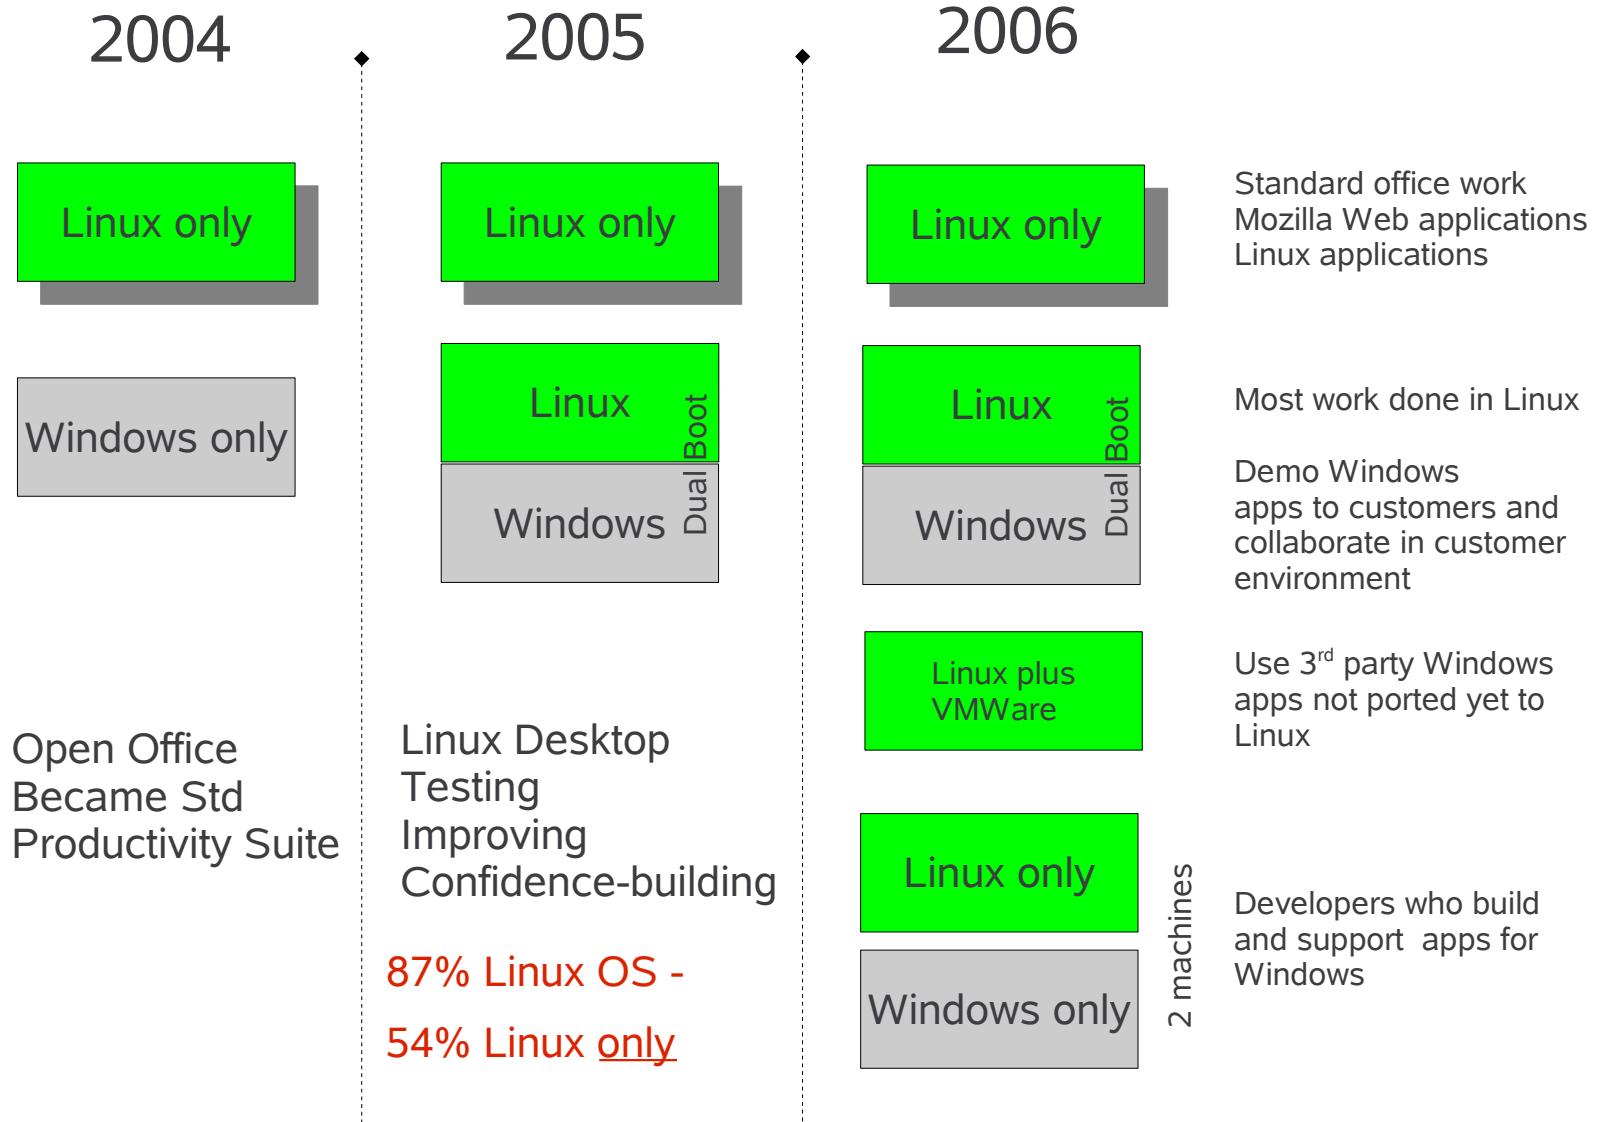 2004
Linux only
Windows only
Open Office
Became Std
Productivity Suite
2005
Linux only
Linux
Windows
Dual Boot
Linux Desktop
Testing
Improving
Confidence-building
87% Linux OS -
54% Linux only
2006
Linux only
Standard office work
Mozilla Web applications
Linux applications
Linux
Windows
Dual Boot
Most work done in Linux
Demo Windows
apps to customers and
collaborate in customer
environment
Linux plus
VMWare
Use 3rd party Windows
apps not ported yet to
Linux
Linux only
Windows only
2 machines
Developers who build
and support  apps for
Windows